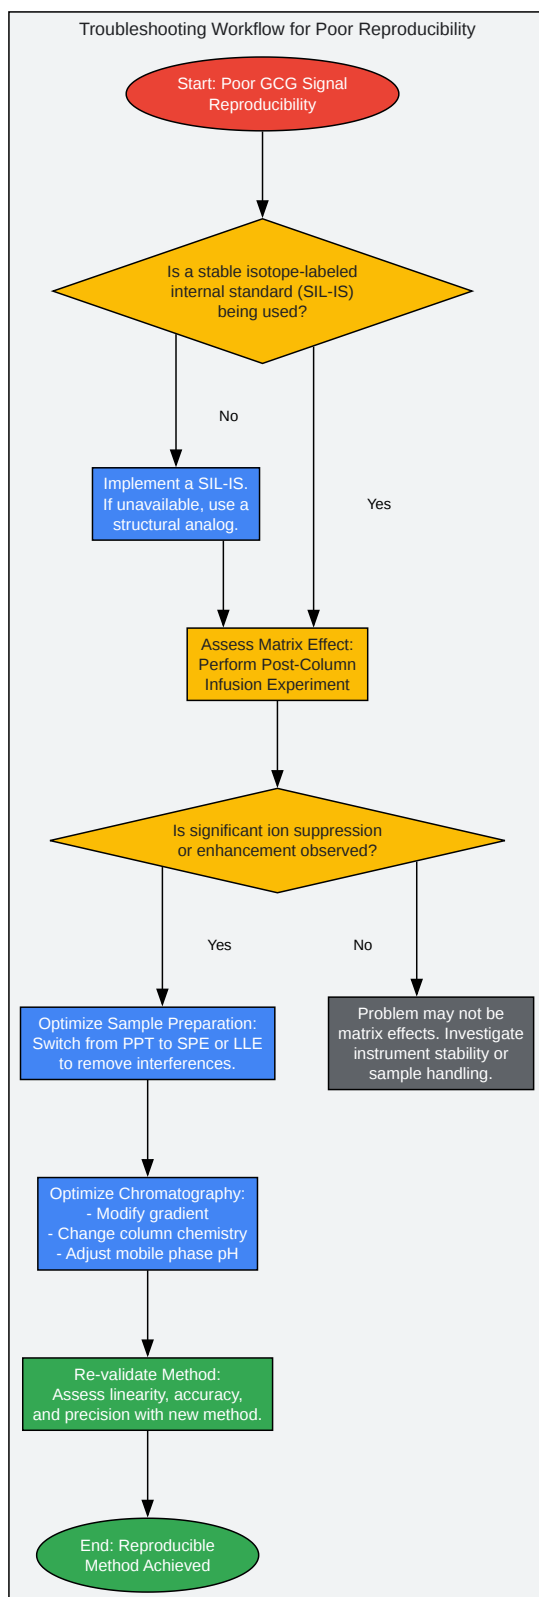 Troubleshooting Workflow for Poor Reproducibility
Start: Poor GCG Signal
Reproducibility
Is a stable isotope-labeled
internal standard (SIL-IS)
being used?
No
Implement a SIL-IS.
If unavailable, use a
structural analog.
Yes
Assess Matrix Effect:
Perform Post-Column
Infusion Experiment
Is significant ion suppression
or enhancement observed?
Yes
No
Optimize Sample Preparation:
Switch from PPT to SPE or LLE
to remove interferences.
Problem may not be
matrix effects. Investigate
instrument stability or
sample handling.
Optimize Chromatography:
- Modify gradient
- Change column chemistry
- Adjust mobile phase pH
Re-validate Method:
Assess linearity, accuracy,
and precision with new method.
End: Reproducible
Method Achieved